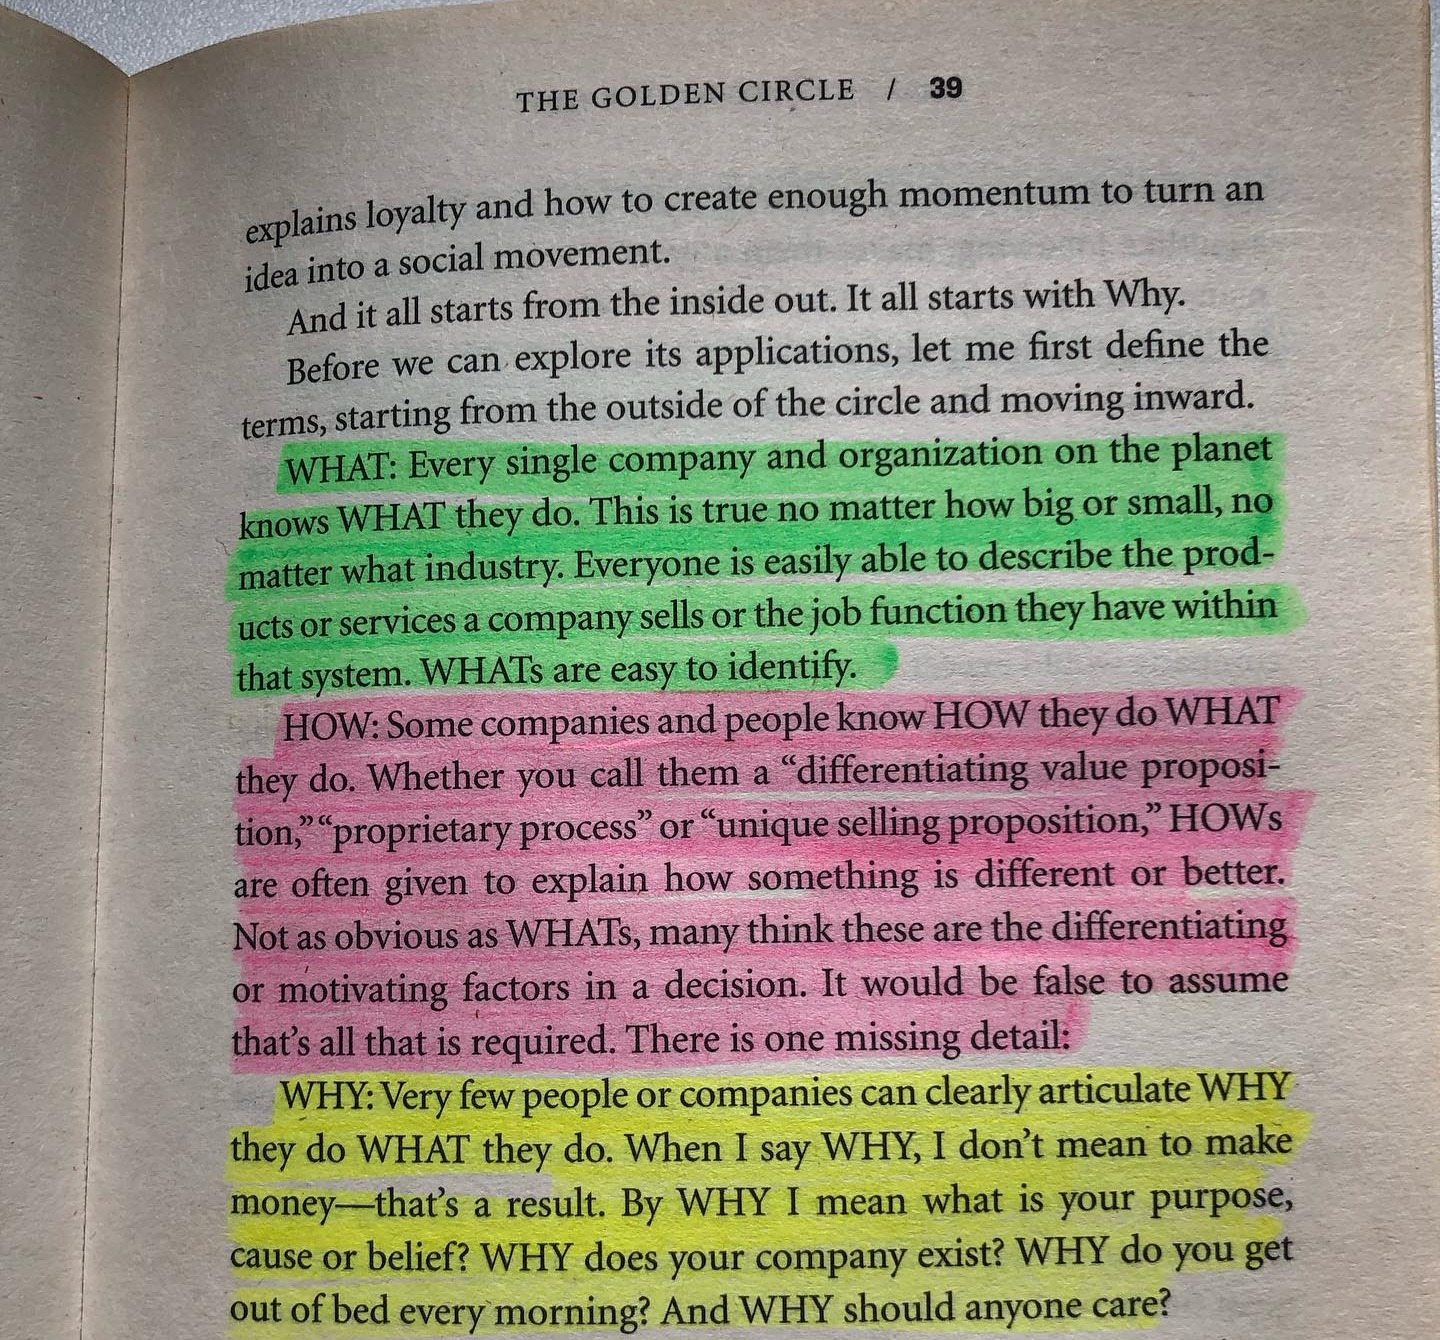 THE GOLDEN CIRCLE / 39
explains loyalty and how to create enough momentum to turn an
idea into a social movement.
And it all starts from the inside out. It all starts with Why.
Before we can explore its applications, let me first define the
terms, starting from the outside of the circle and moving inward.
WHAT: Every single company and organization on the planet
knows WHAT they do. This is true no matter how big or small, no
matter what industry. Everyone is easily able to describe the prod-
ucts or services a company sells or the job function they have within
that system. WHATs are easy to identify.
HOW: Some companies and people know HOW they do WHAT
they do. Whether you call them a “differentiating value proposi-
tion,” “proprietary process” or “unique selling proposition,” HOWs
are often given to explain how something is different or better.
Not as obvious as WHATs, many think these are the differentiating
or motivating factors in a decision. It would be false to assume
that’s all that is required. There is one missing detail:
WHY: Very few people or companies can clearly articulate WHY
they do WHAT they do. When I say WHY, I don’t mean to make
money—that’s a result. By WHY I mean what is your purpose,
cause or belief? WHY does your company exist? WHY do you get
out of bed every morning? And WHY should anyone care?